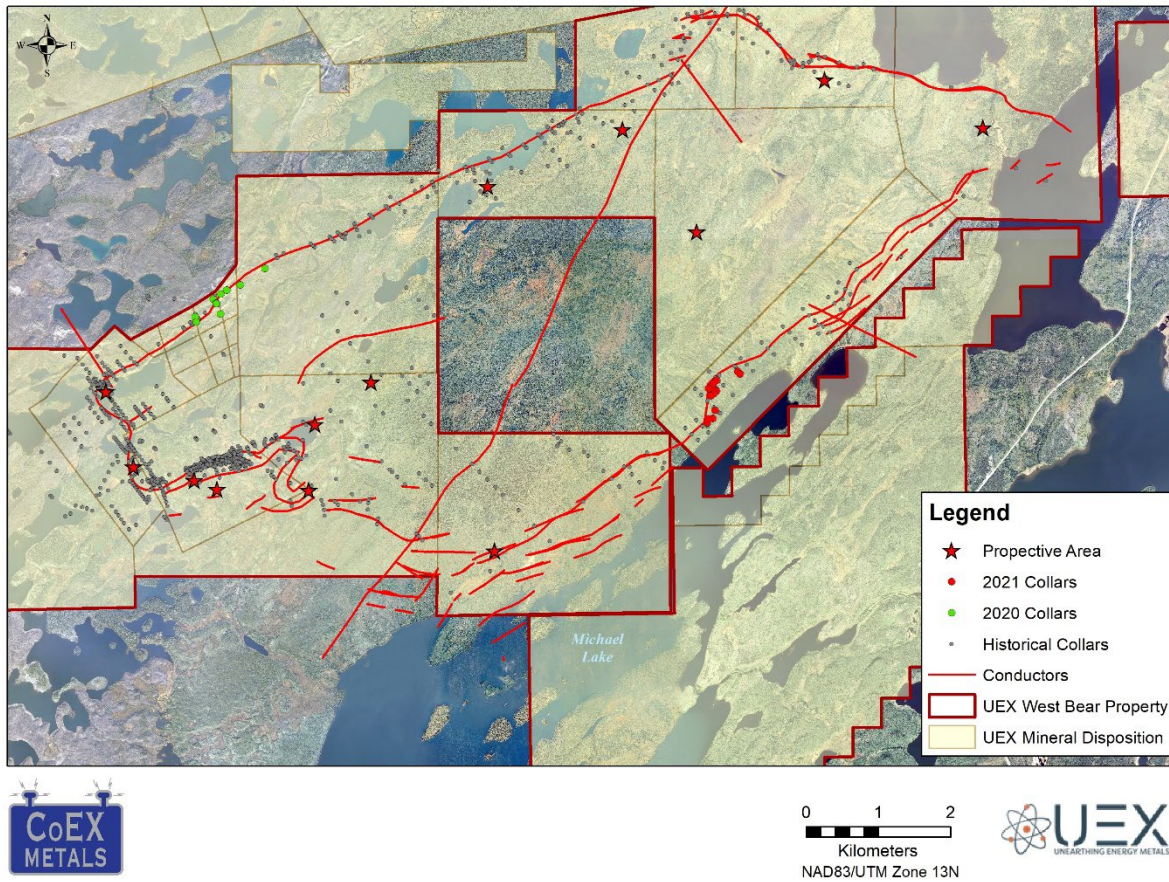 N
W E
S
Michael
Lake
Legend
Propective Area
2021 Collars
2020 Collars
Historical Collars
Conductors
UEX West Bear Property
UEX Mineral Disposition
CoEX
METALS
0 1 2
Kilometers
NAD83/UTM Zone 13N
UEX
UNEARTHING ENERGY METALS